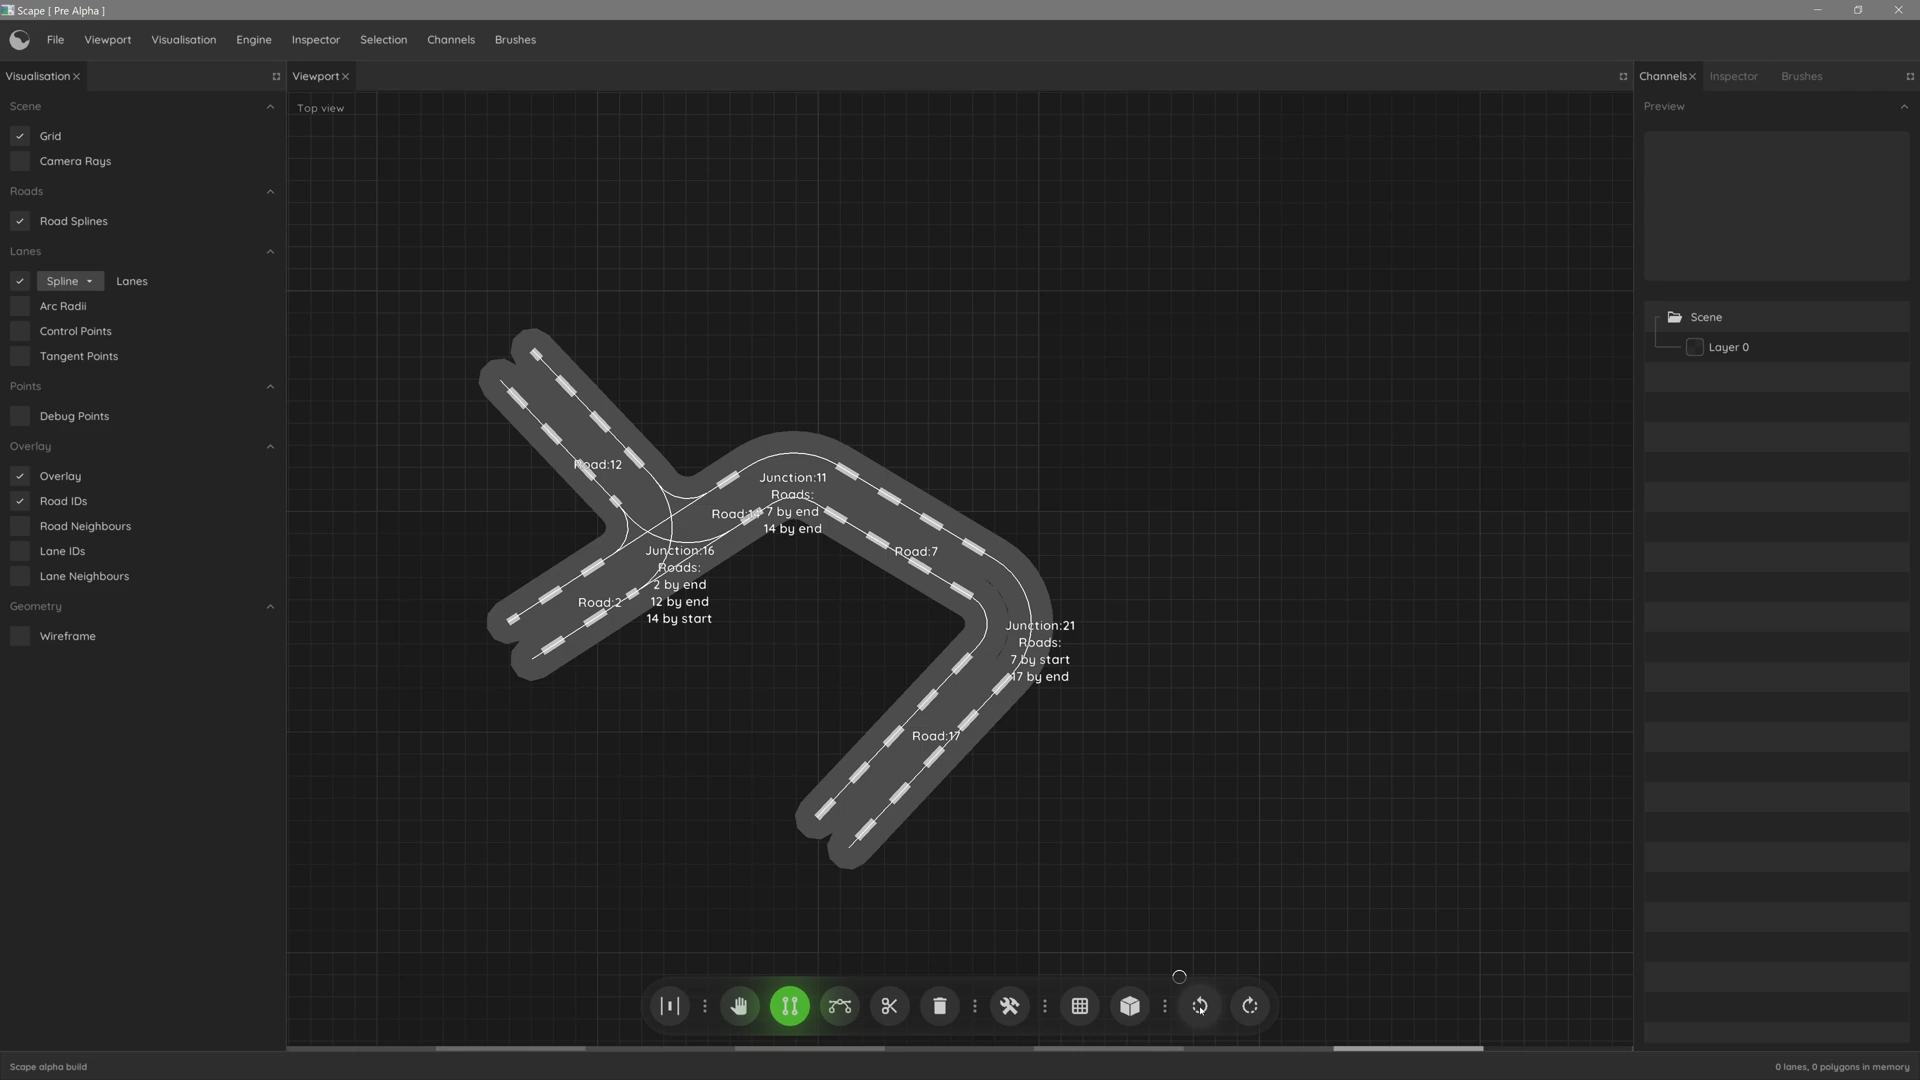 Scape [ Pre Alpha ]
File Viewport Visualisation Engine Inspector Selection Channels Brushes
Visualisation
Scene
Grid
Camera Rays
Roads
Road Splines
Lanes
Spline Lanes
Arc Radii
Control Points
Tangent Points
Points
Debug Points
Overlay
Overlay
Road IDs
Road Neighbours
Lane IDs
Lane Neighbours
Geometry
Wireframe
Viewport
Top view
Road:12
Junction:11
Roads:
7 by end
14 by end
Road:14
Road:7
Junction:16
Roads:
2 by end
12 by end
14 by start
Road:2
Junction:21
Roads:
7 by start
17 by end
Road:17
Channels Inspector Brushes
Preview
Scene
Layer 0
Scape alpha build
0 lanes, 0 polygons in memory